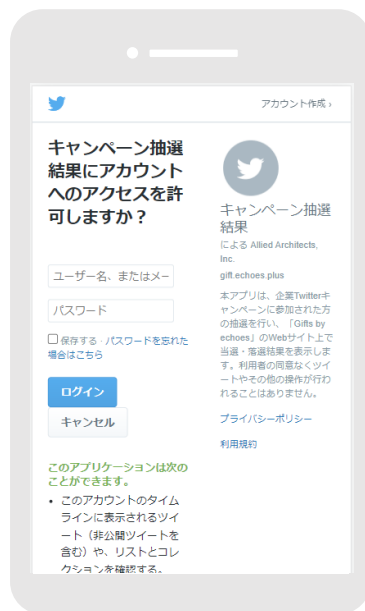 アカウント作成 ›
キャンペーン抽選
結果にアカウント
へのアクセスを許
可しますか？
ユーザー名、またはメー
パスワード
保存する · パスワードを忘れた
場合はこちら
ログイン
キャンセル
このアプリケーションは次の
ことができます。
• このアカウントのタイム
ラインに表示されるツイ
ート（非公開ツイートを
含む）や、リストとコレ
クションを確認する。
キャンペーン抽選
結果
による Allied Architects,
Inc.
gift.echoes.plus
本アプリは、企業Twitterキ
ャンペーンに参加された方
の抽選を行い、「Gifts by
echoes」のWebサイト上で
当選・落選結果を表示しま
す。利用者の同意なくツイ
ートやその他の操作が行わ
れることはありません。
プライバシーポリシー
利用規約